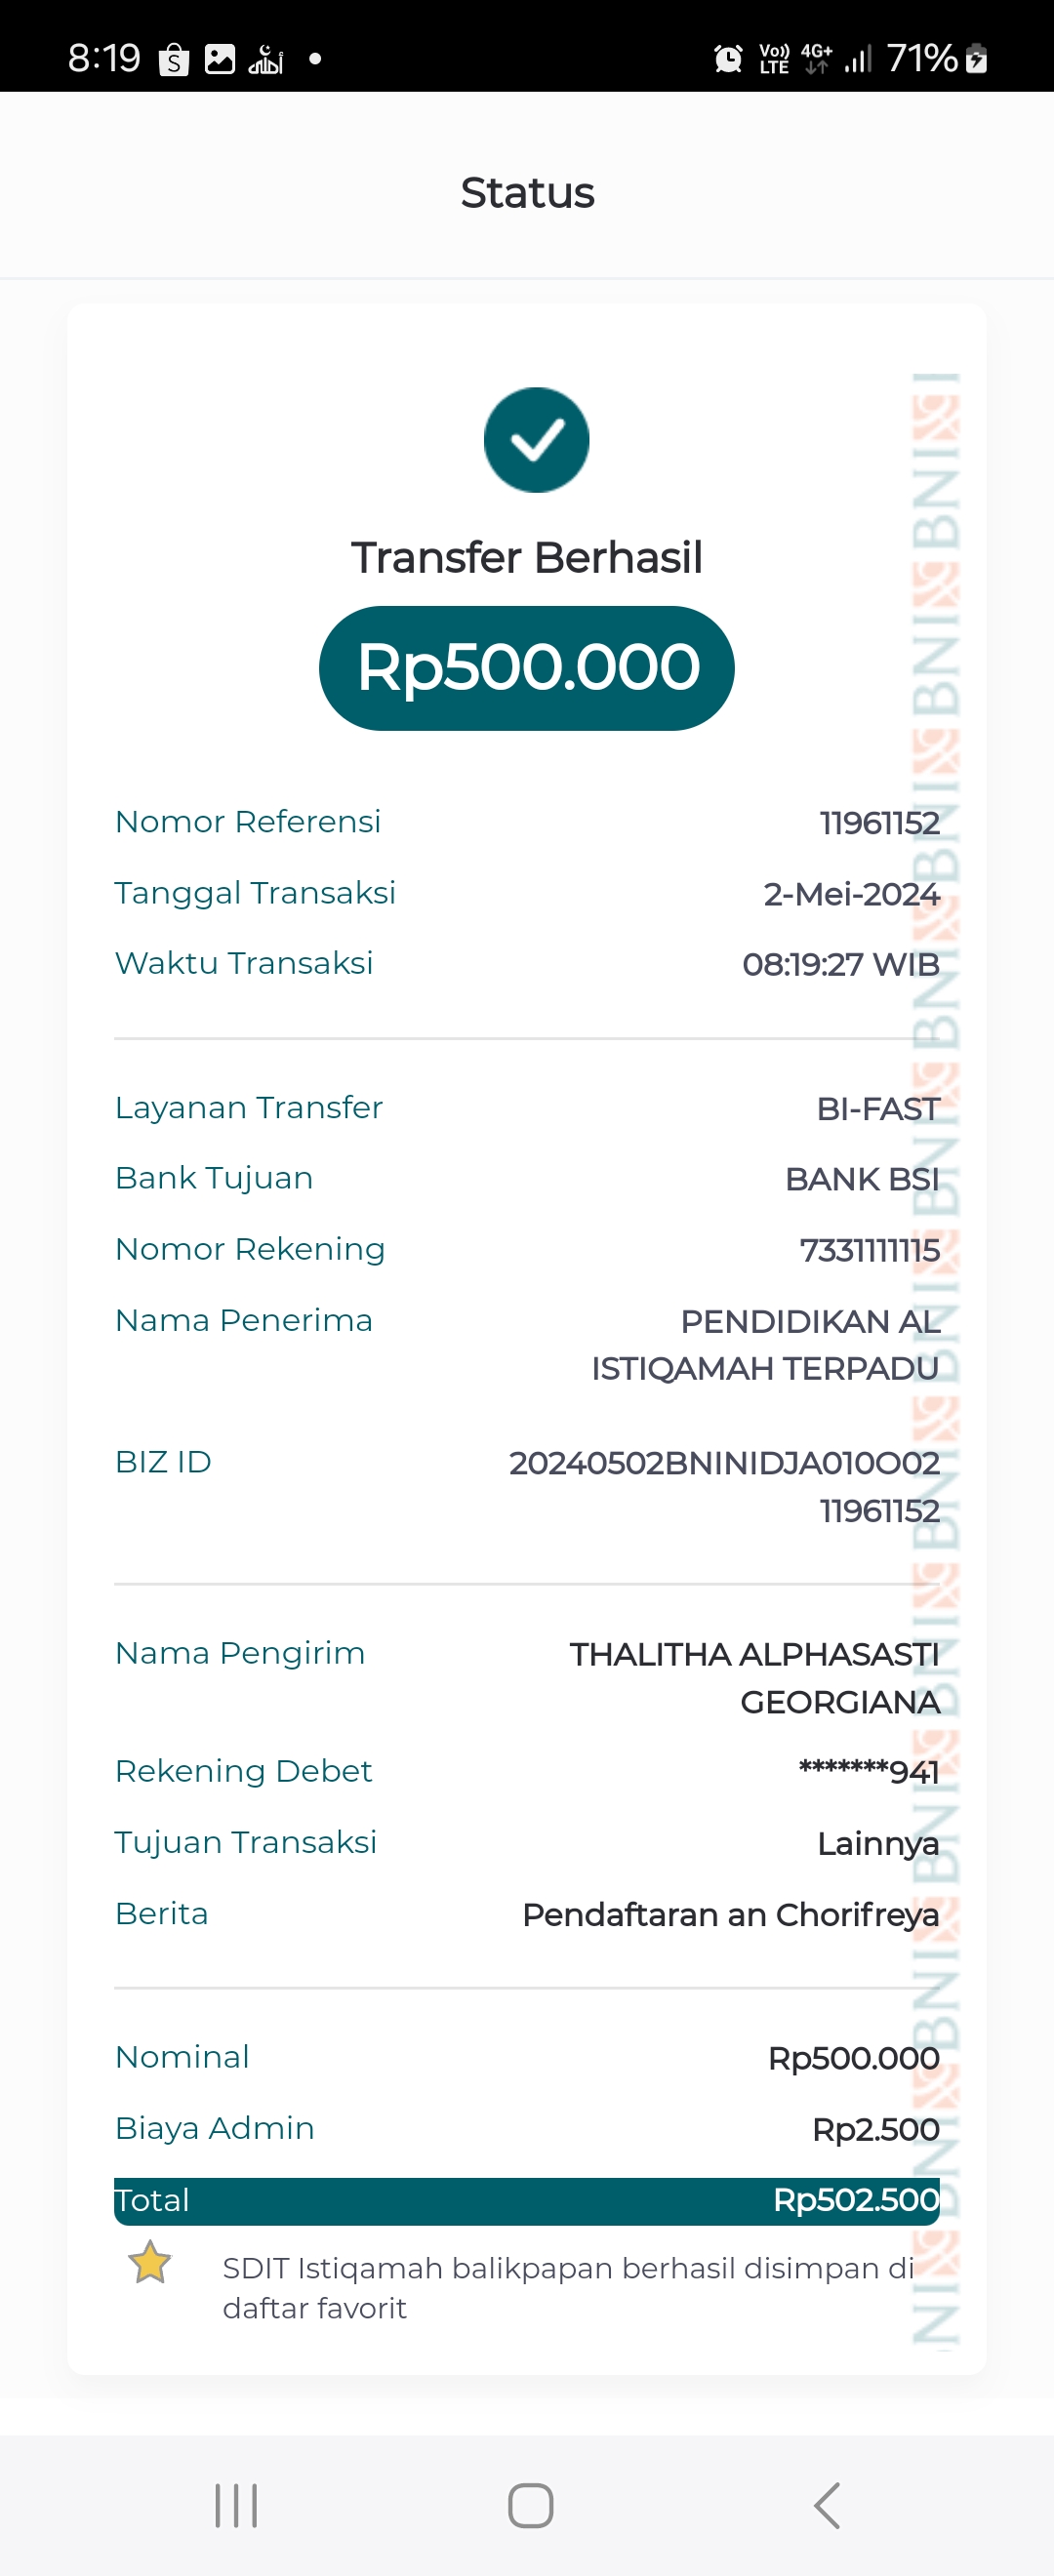 8:19
Vo)) LTE 4G+ 71%
Status
Transfer Berhasil
Rp500.000
Nomor Referensi 11961152
Tanggal Transaksi 2-Mei-2024
Waktu Transaksi 08:19:27 WIB
Layanan Transfer BI-FAST
Bank Tujuan BANK BSI
Nomor Rekening 7331111115
Nama Penerima PENDIDIKAN AL
ISTIQAMAH TERPADU
BIZ ID 20240502BNINIDJA010O02
11961152
Nama Pengirim THALITHA ALPHASASTI
GEORGIANA
Rekening Debet *******941
Tujuan Transaksi Lainnya
Berita Pendaftaran an Chorifreya
Nominal Rp500.000
Biaya Admin Rp2.500
Total Rp502.500
SDIT Istiqamah balikpapan berhasil disimpan di
daftar favorit
BNI BNI BNI BNI BNI BNI BNI BNI BNI BNI BNI